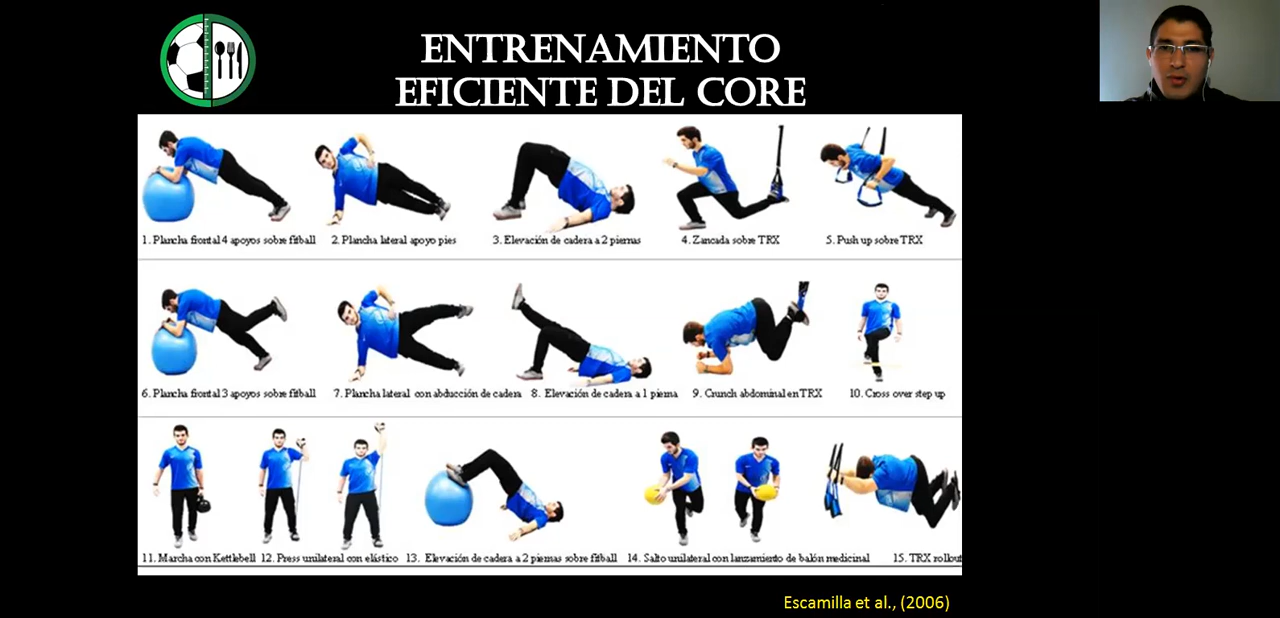 ENTRENAMIENTO
EFICIENTE DEL CORE
1. Plancha frontal 4 apoyos sobre fitball
2. Plancha lateral apoyo pies
3. Elevación de cadera a 2 piernas
4. Zancada sobre TRX
5. Push up sobre TRX
6. Plancha frontal 3 apoyos sobre fitball
7. Plancha lateral con abducción de cadera
8. Elevación de cadera a 1 pierna
9. Crunch abdominal en TRX
10. Cross over step up
11. Marcha con Kettlebell
12. Press unilateral con elástico
13. Elevación de cadera a 2 piernas sobre fitball
14. Salto unilateral con lanzamiento de balón medicinal
15. TRX rollout
Escamilla et al., (2006)